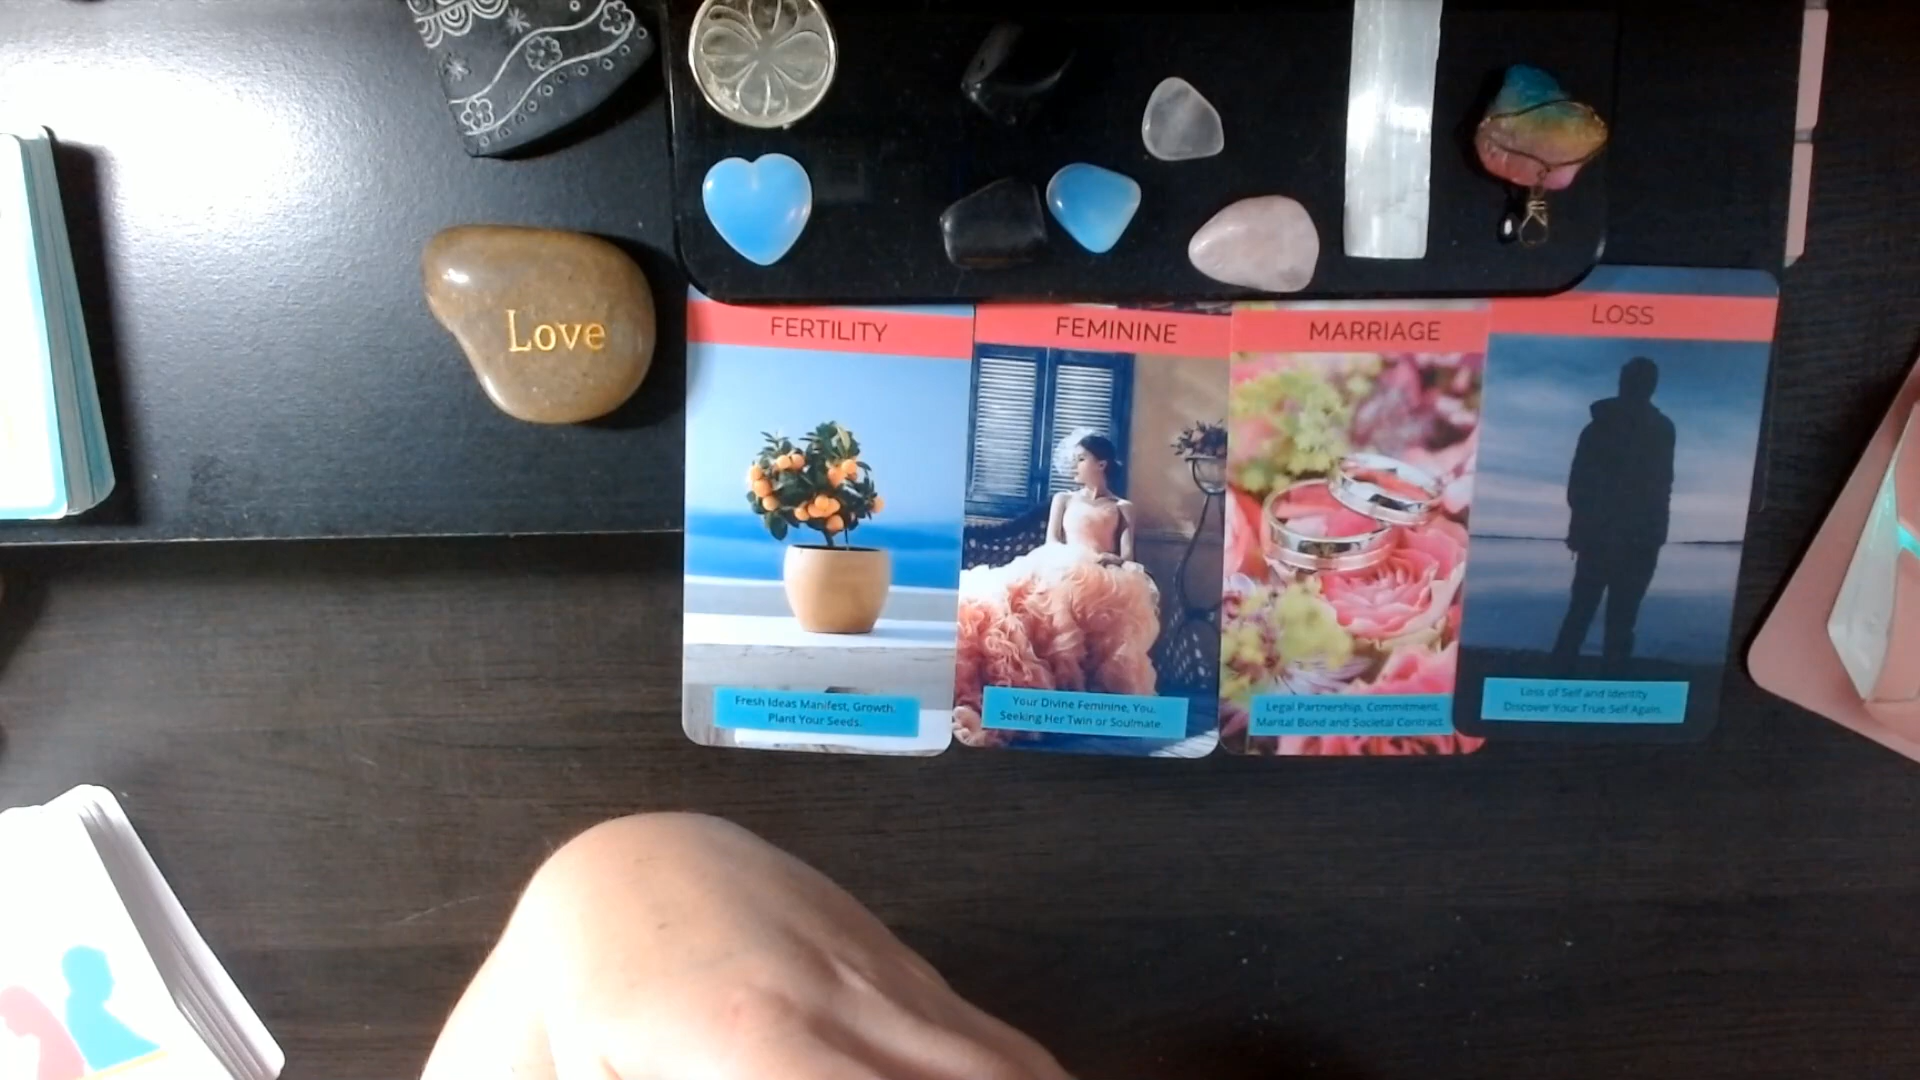 Love
FERTILITY
Fresh Ideas Manifest, Growth.
Plant Your Seeds.
FEMININE
Your Divine Feminine, You.
Seeking Her Twin or Soulmate.
MARRIAGE
Legal Partnership, Commitment.
Marital Bond and Societal Contract.
LOSS
Loss of Self and Identity
Discover Your True Self Again.